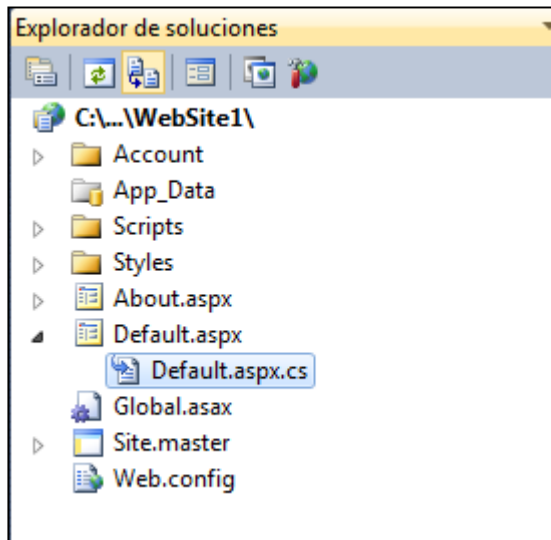 Explorador de soluciones
C:\...\WebSite1\
Account
App_Data
Scripts
Styles
About.aspx
Default.aspx
Default.aspx.cs
Global.asax
Site.master
Web.config